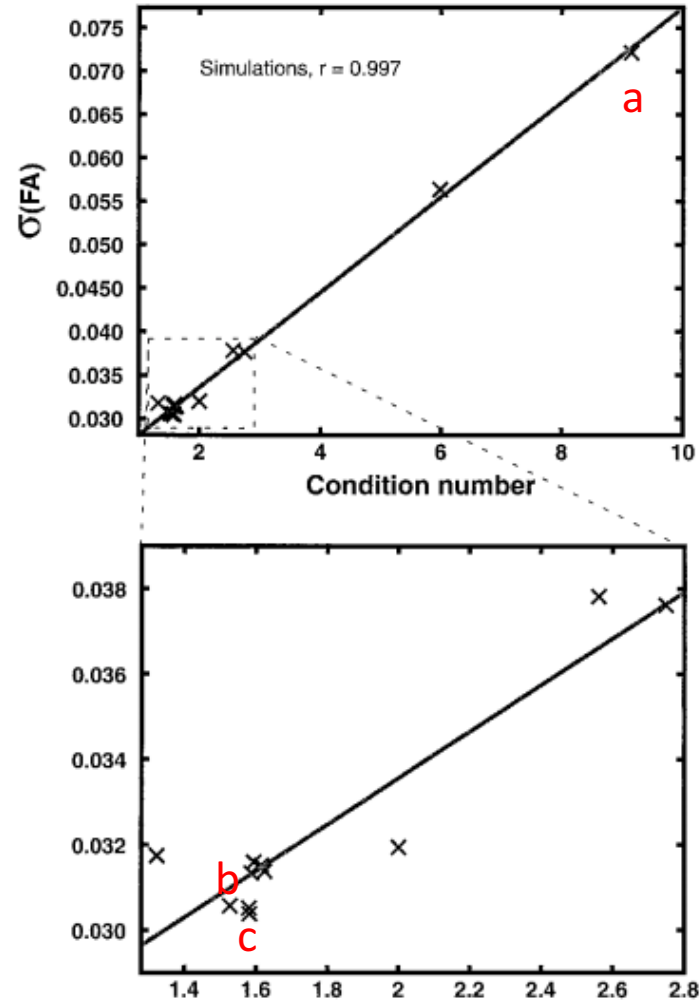 0.075
0.070
0.065
0.060
0.055
0.050
0.0450
0.040
0.035
0.030
σ(FA)
Simulations, r = 0.997
a
2 4 6 8 10
Condition number
0.038
0.036
0.034
0.032
0.030
b
c
1.4 1.6 1.8 2 2.2 2.4 2.6 2.8